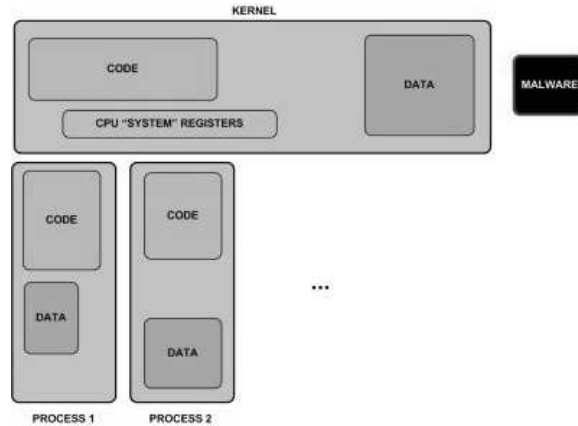 KERNEL
CODE
DATA
MALWARE
CPU "SYSTEM" REGISTERS
CODE
CODE
...
DATA
DATA
PROCESS 1
PROCESS 2